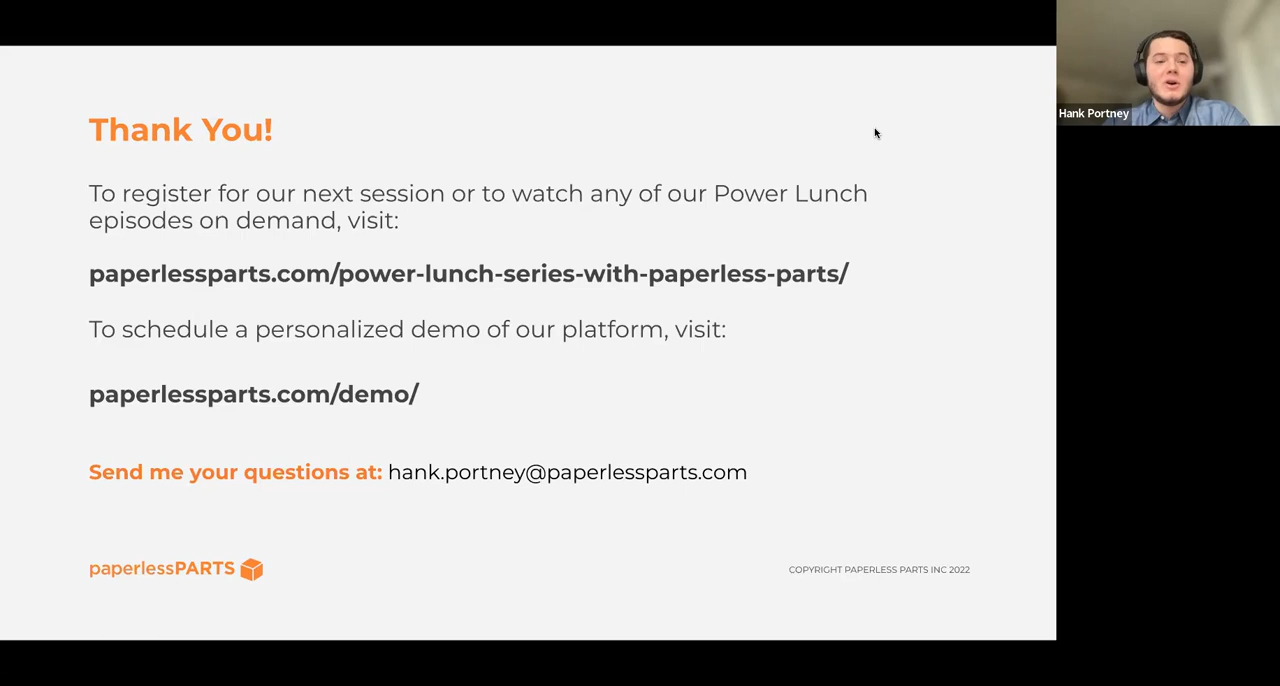 Thank You!
To register for our next session or to watch any of our Power Lunch
episodes on demand, visit:
paperlessparts.com/power-lunch-series-with-paperless-parts/
To schedule a personalized demo of our platform, visit:
paperlessparts.com/demo/
Send me your questions at: hank.portney@paperlessparts.com
paperlessPARTS
COPYRIGHT PAPERLESS PARTS INC 2022
Hank Portney